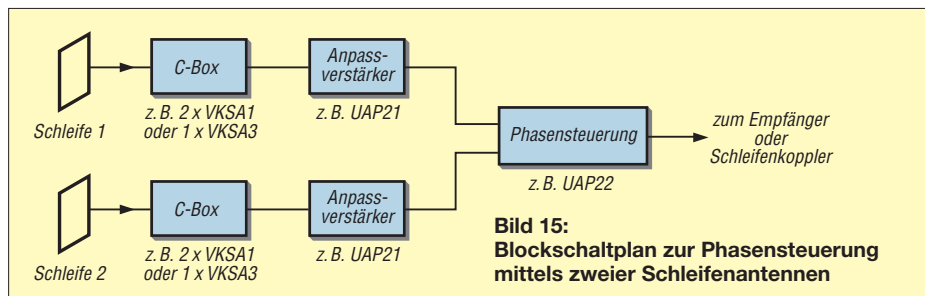 Schleife 1
C-Box
z. B. 2 x VKSA1
oder 1 x VKSA3
Anpass-
verstärker
z. B. UAP21
Schleife 2
C-Box
z. B. 2 x VKSA1
oder 1 x VKSA3
Anpass-
verstärker
z. B. UAP21
Phasensteuerung
z. B. UAP22
zum Empfänger
oder
Schleifenkoppler
Bild 15:
Blockschaltplan zur Phasensteuerung
mittels zweier Schleifenantennen